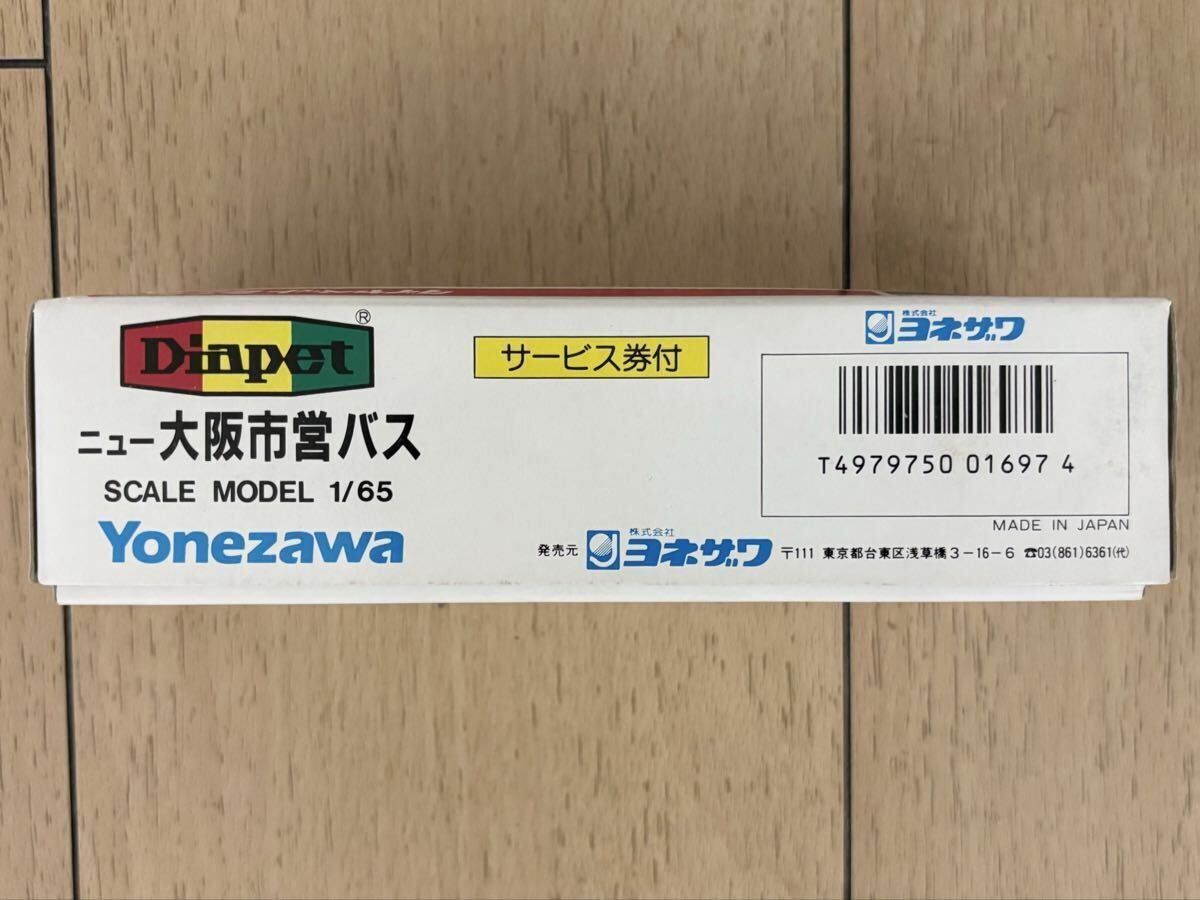 Diapet®
ニュー大阪市営バス
SCALE MODEL 1/65
Yonezawa
サービス券付
株式会社
ヨネザワ
T4979750 01697 4
MADE IN JAPAN
発売元 株式会社 ヨネザワ 〒111 東京都台東区浅草橋3-16-6 ☎03(861)6361(代)